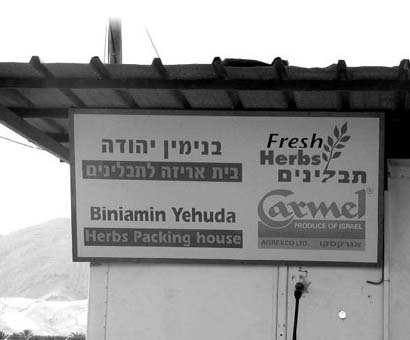 בנימין יהודה
בית אריזה לתבלינים
Biniamin Yehuda
Herbs Packing house
Fresh
Herbs
תבלינים
Carmel®
PRODUCE OF ISRAEL
AGREXCO LTD. אגרקסקו